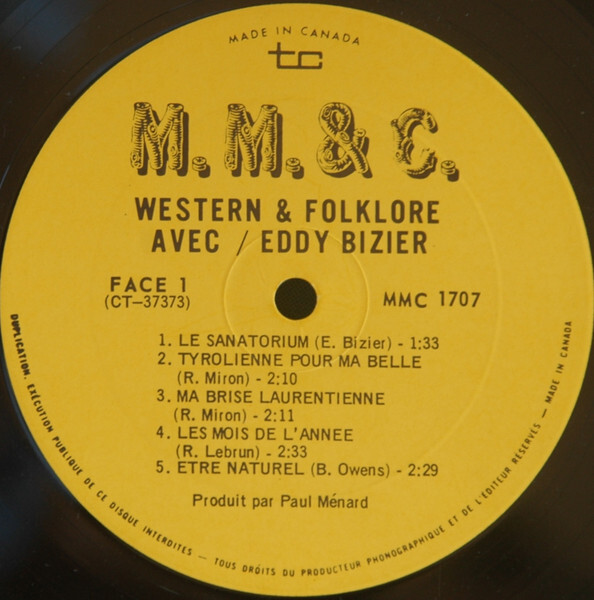 MADE IN CANADA
tc
M.M.&C.
WESTERN & FOLKLORE
AVEC / EDDY BIZIER
FACE 1
(CT-37373)
MMC 1707
1. LE SANATORIUM (E. Bizier) - 1:33
2. TYROLIENNE POUR MA BELLE
(R. Miron) - 2:10
3. MA BRISE LAURENTIENNE
(R. Miron) - 2:11
4. LES MOIS DE L'ANNEE
(R. Lebrun) - 2:33
5. ETRE NATUREL (B. Owens) - 2:29
Produit par Paul Ménard
DUPLICATION, EXÉCUTION PUBLIQUE DE CE DISQUE INTERDITES — TOUS DROITS DU PRODUCTEUR PHONOGRAPHIQUE ET DE L'ÉDITEUR RÉSERVÉS — MADE IN CANADA